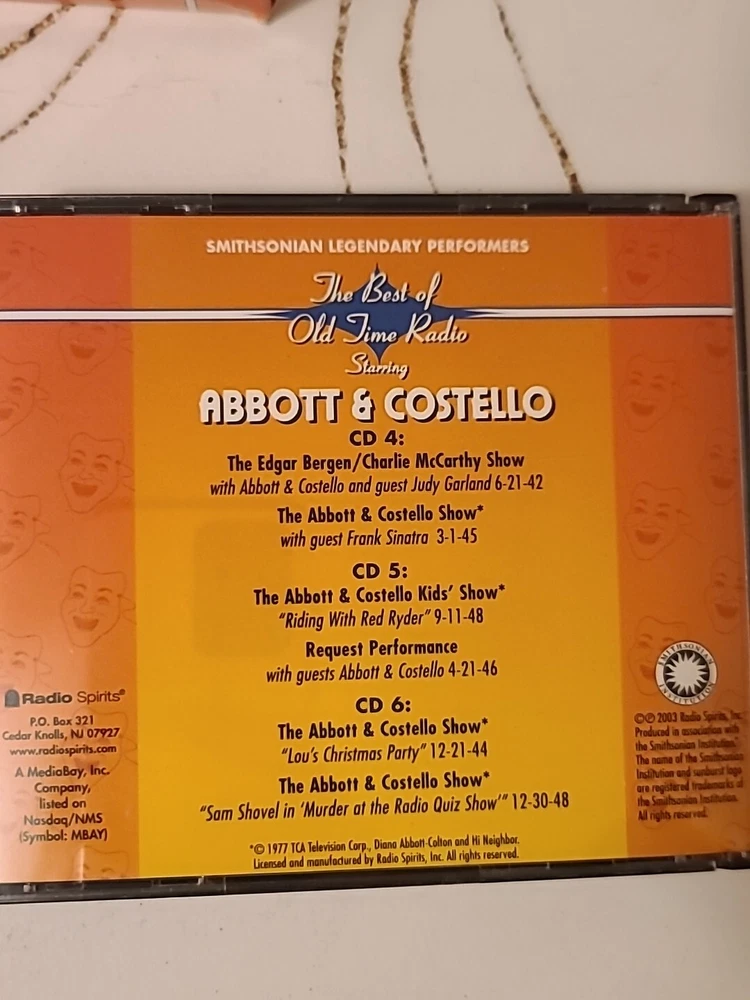 SMITHSONIAN LEGENDARY PERFORMERS
The Best of
Old Time Radio
Starring
ABBOTT & COSTELLO
CD 4:
The Edgar Bergen/Charlie McCarthy Show
with Abbott & Costello and guest Judy Garland 6-21-42
The Abbott & Costello Show*
with guest Frank Sinatra 3-1-45
CD 5:
The Abbott & Costello Kids' Show*
"Riding With Red Ryder" 9-11-48
Request Performance
with guests Abbott & Costello 4-21-46
CD 6:
The Abbott & Costello Show*
"Lou's Christmas Party" 12-21-44
The Abbott & Costello Show*
"Sam Shovel in 'Murder at the Radio Quiz Show'" 12-30-48
*© 1977 TCA Television Corp., Diana Abbott-Colton and Hi Neighbor.
Licensed and manufactured by Radio Spirits, Inc. All rights reserved.
Radio Spirits®
P.O. Box 321
Cedar Knolls, NJ 07927
www.radiospirits.com
A MediaBay, Inc.
Company,
listed on
Nasdaq/NMS
(Symbol: MBAY)
SMITHSONIAN
INSTITUTION
©℗ 2003 Radio Spirits, Inc.
Produced in association with
the Smithsonian Institution.
The name of the Smithsonian
Institution and sunburst logo
are registered trademarks of
the Smithsonian Institution.
All rights reserved.